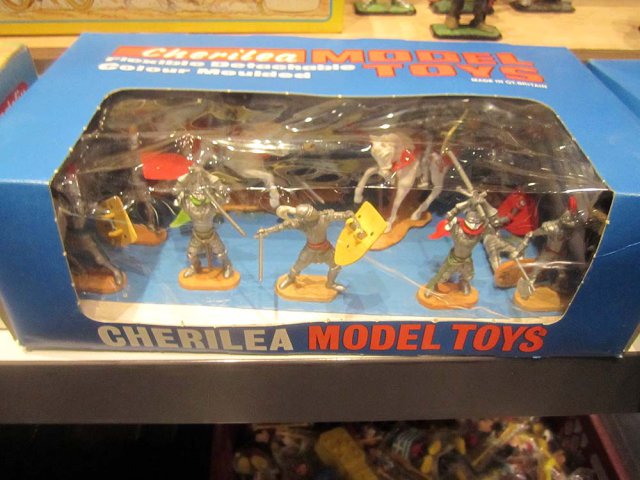 Cherilea MODEL
Flexible Detachable TOYS
Colour Moulded
MADE IN GT. BRITAIN
CHERILEA MODEL TOYS